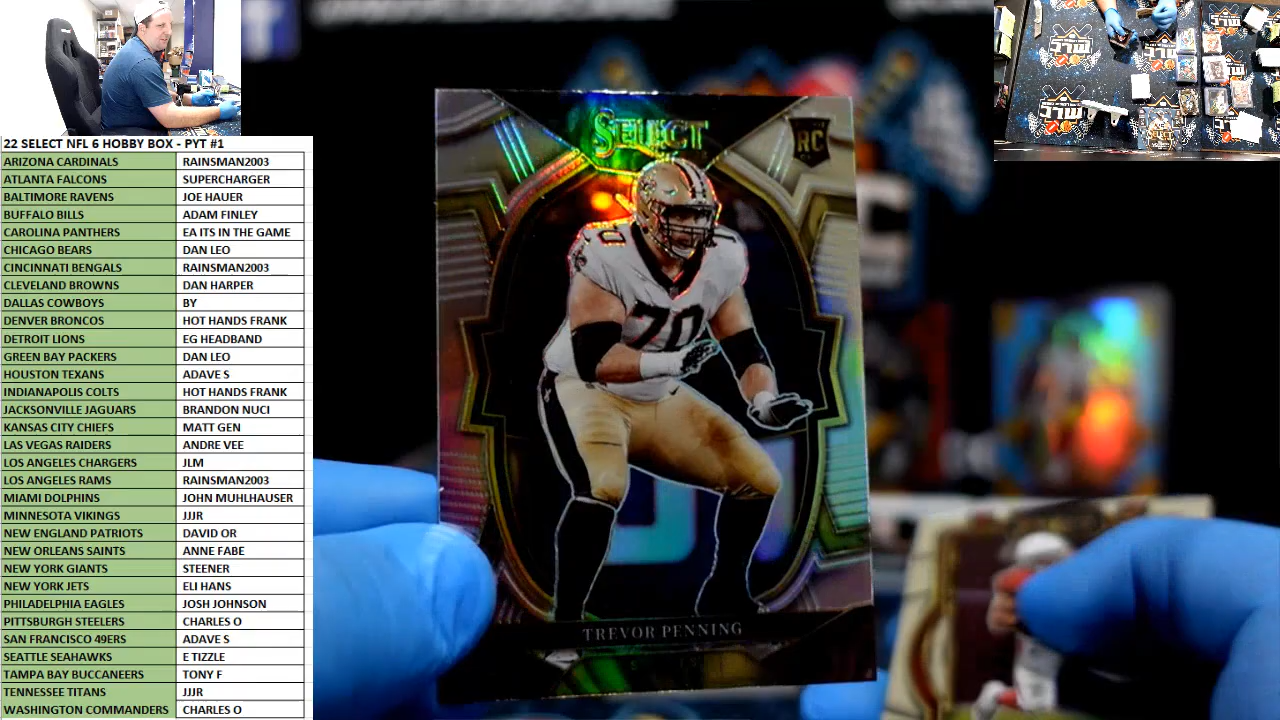 22 SELECT NFL 6 HOBBY BOX - PYT #1
ARIZONA CARDINALS RAINSMAN2003
ATLANTA FALCONS SUPERCHARGER
BALTIMORE RAVENS JOE HAUER
BUFFALO BILLS ADAM FINLEY
CAROLINA PANTHERS EA ITS IN THE GAME
CHICAGO BEARS DAN LEO
CINCINNATI BENGALS RAINSMAN2003
CLEVELAND BROWNS DAN HARPER
DALLAS COWBOYS BY
DENVER BRONCOS HOT HANDS FRANK
DETROIT LIONS EG HEADBAND
GREEN BAY PACKERS DAN LEO
HOUSTON TEXANS ADAVE S
INDIANAPOLIS COLTS HOT HANDS FRANK
JACKSONVILLE JAGUARS BRANDON NUCI
KANSAS CITY CHIEFS MATT GEN
LAS VEGAS RAIDERS ANDRE VEE
LOS ANGELES CHARGERS JLM
LOS ANGELES RAMS RAINSMAN2003
MIAMI DOLPHINS JOHN MUHLHAUSER
MINNESOTA VIKINGS JJJR
NEW ENGLAND PATRIOTS DAVID OR
NEW ORLEANS SAINTS ANNE FABE
NEW YORK GIANTS STEENER
NEW YORK JETS ELI HANS
PHILADELPHIA EAGLES JOSH JOHNSON
PITTSBURGH STEELERS CHARLES O
SAN FRANCISCO 49ERS ADAVE S
SEATTLE SEAHAWKS E TIZZLE
TAMPA BAY BUCCANEERS TONY F
TENNESSEE TITANS JJJR
WASHINGTON COMMANDERS CHARLES O
SELECT
RC
70
70
TREVOR PENNING